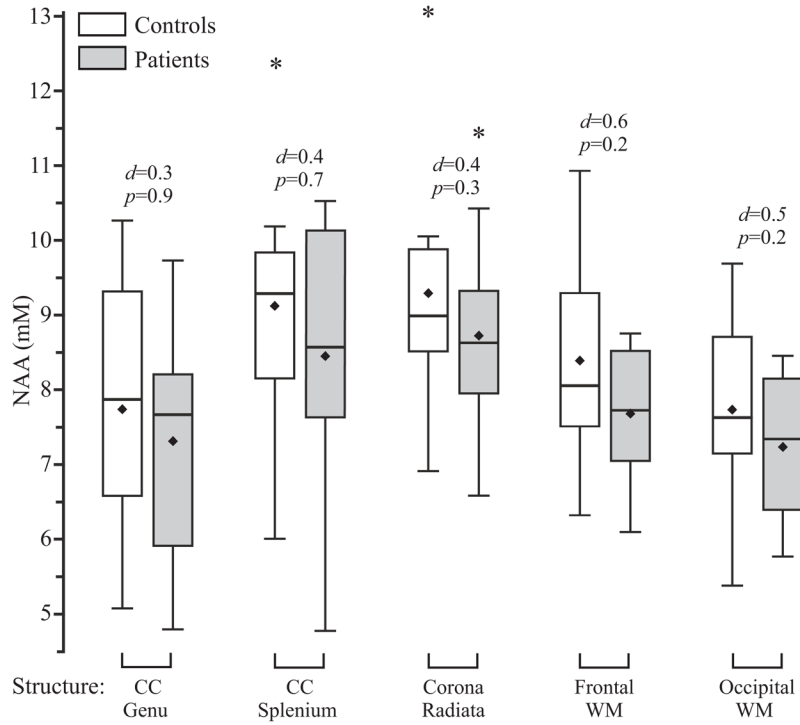 13
12
11
10
9
8
7
6
5
NAA (mM)
Controls
Patients
*
*
*
d=0.3
p=0.9
d=0.4
p=0.7
d=0.4
p=0.3
d=0.6
p=0.2
d=0.5
p=0.2
Structure:
CC
Genu
CC
Splenium
Corona
Radiata
Frontal
WM
Occipital
WM